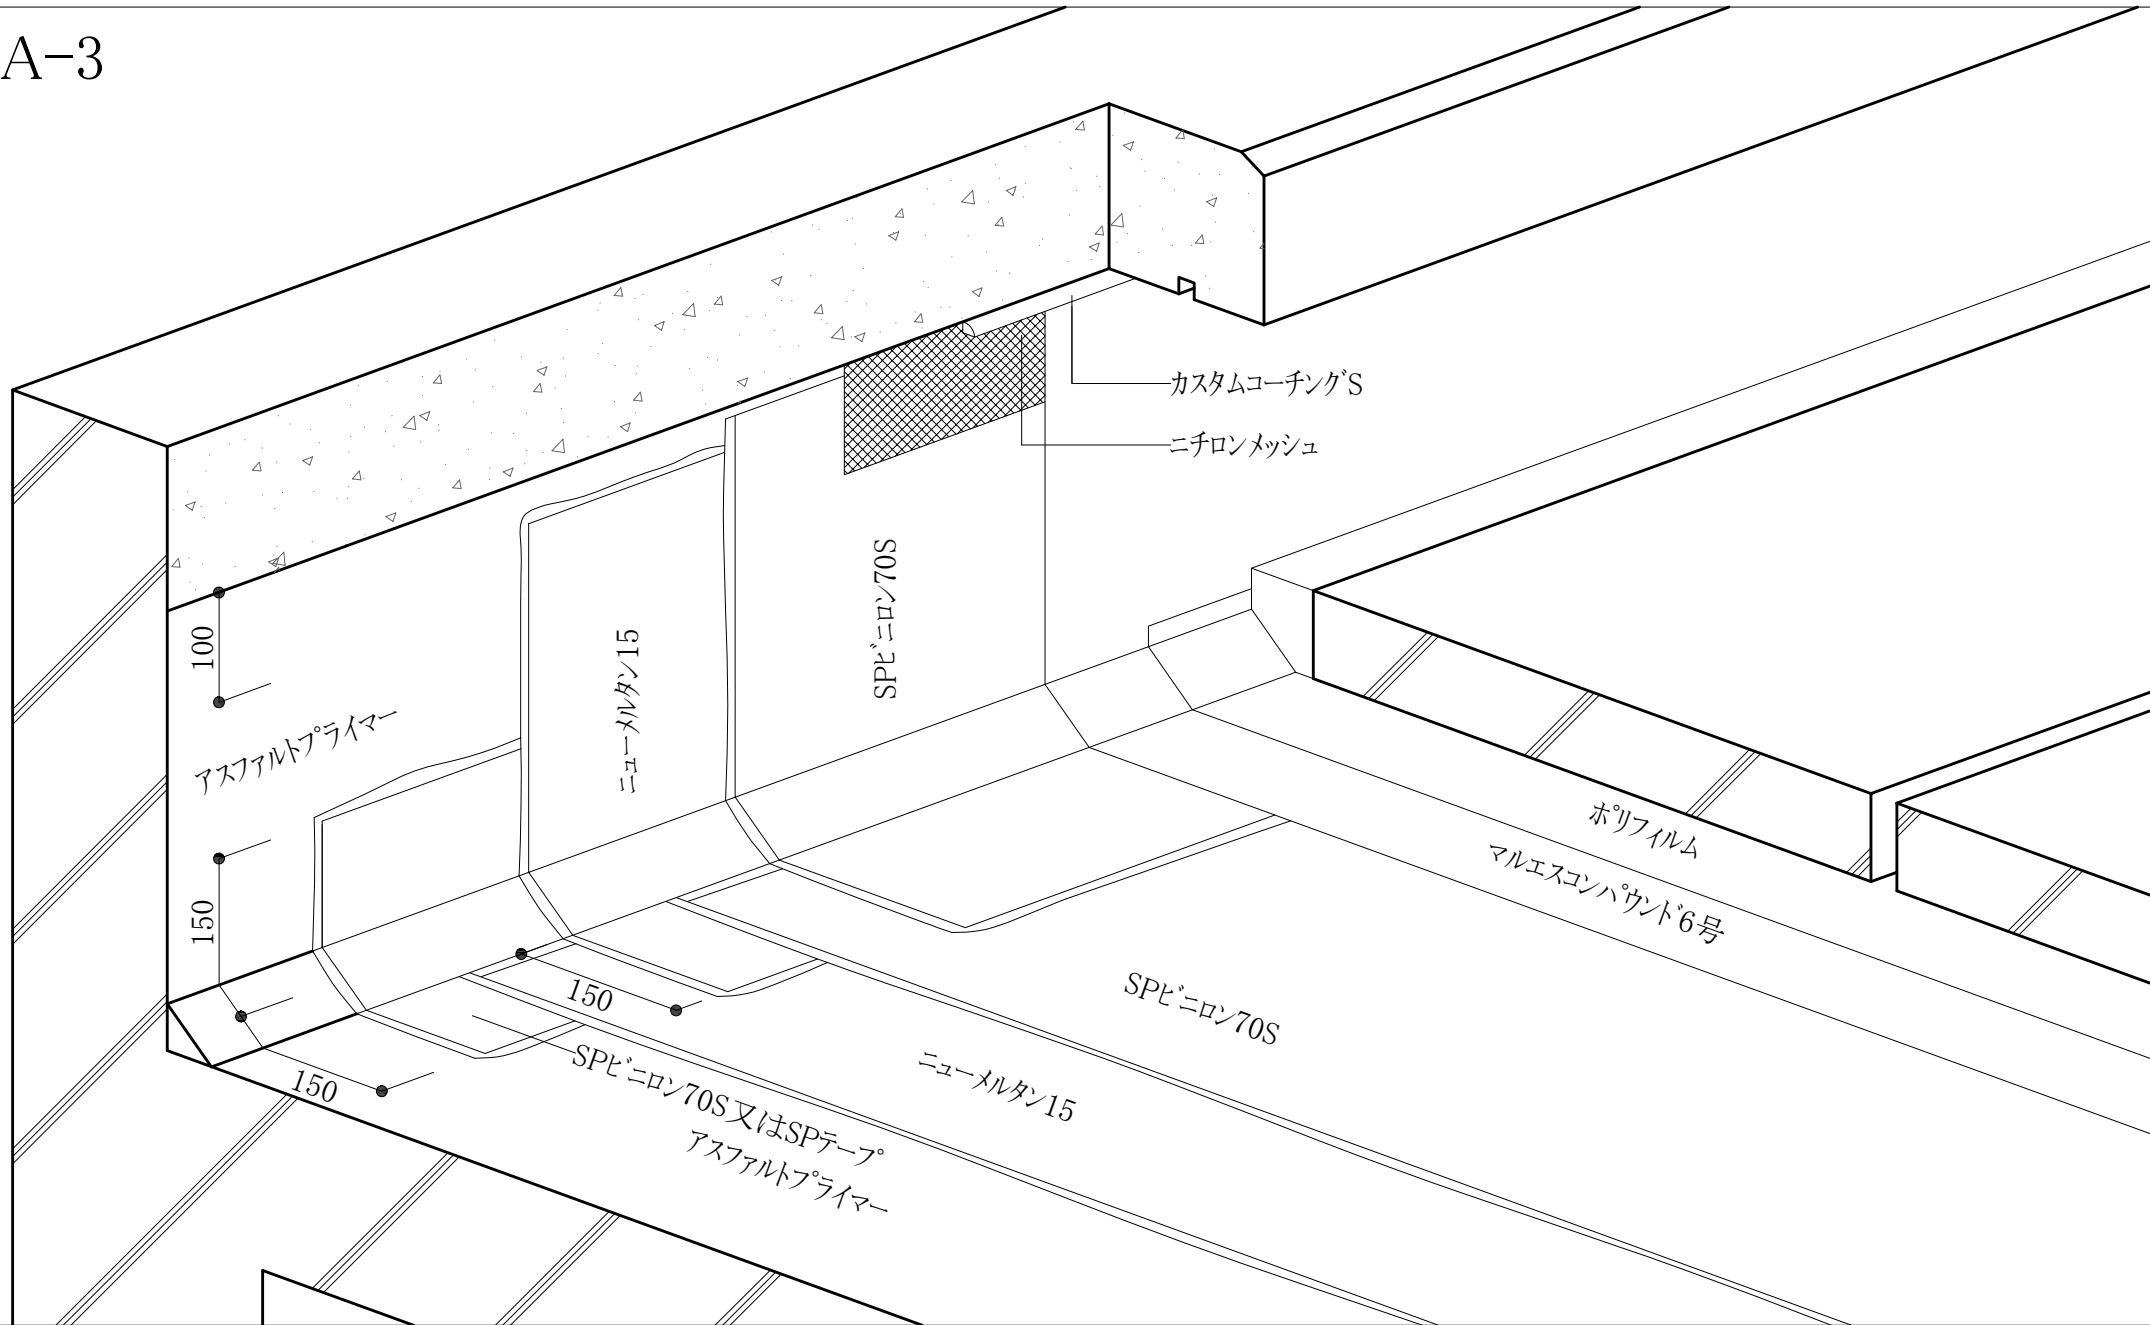 A-3
カスタムコーチングS
ニチロンメッシュ
SPビニロン70S
ニューメルタン15
100
アスファルトプライマー
150
150
150
ポリフィルム
マルエスコンパウンド6号
SPビニロン70S
ニューメルタン15
SPビニロン70S又はSPテープ
アスファルトプライマー